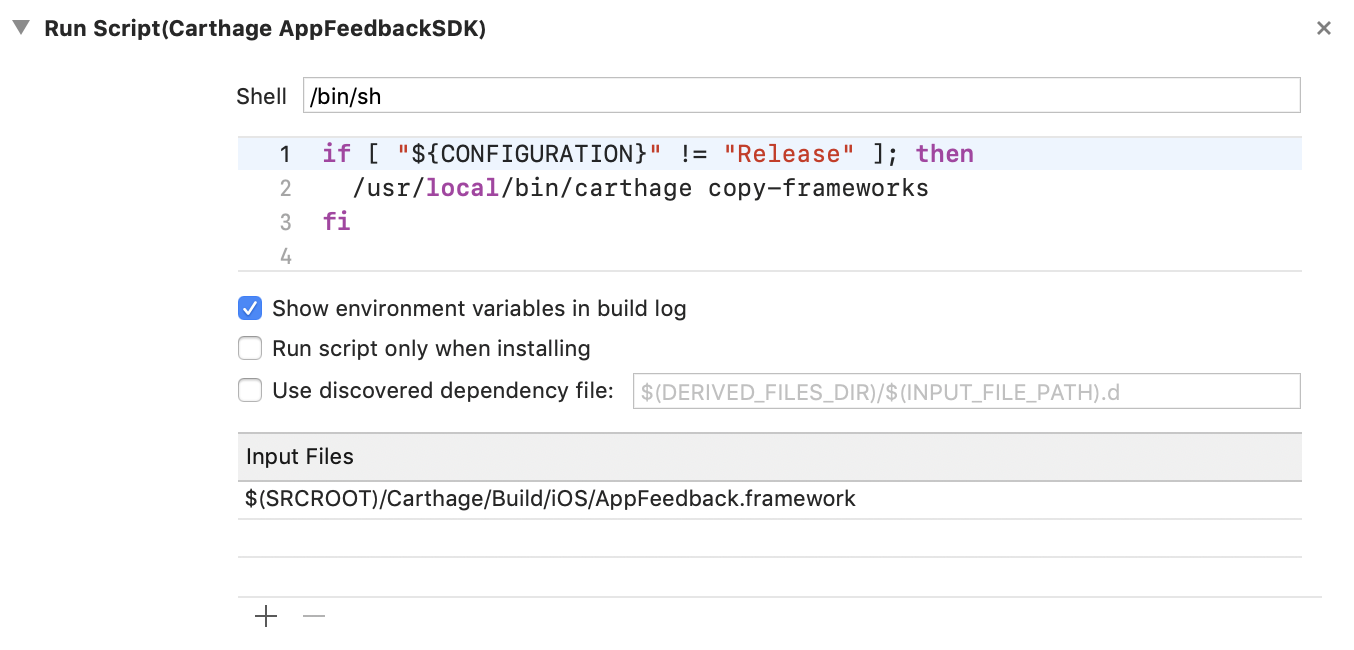 Run Script(Carthage AppFeedbackSDK)
Shell /bin/sh
1 if [ "${CONFIGURATION}" != "Release" ]; then
2 /usr/local/bin/carthage copy-frameworks
3 fi
4
Show environment variables in build log
Run script only when installing
Use discovered dependency file: $(DERIVED_FILES_DIR)/$(INPUT_FILE_PATH).d
Input Files
$(SRCROOT)/Carthage/Build/iOS/AppFeedback.framework